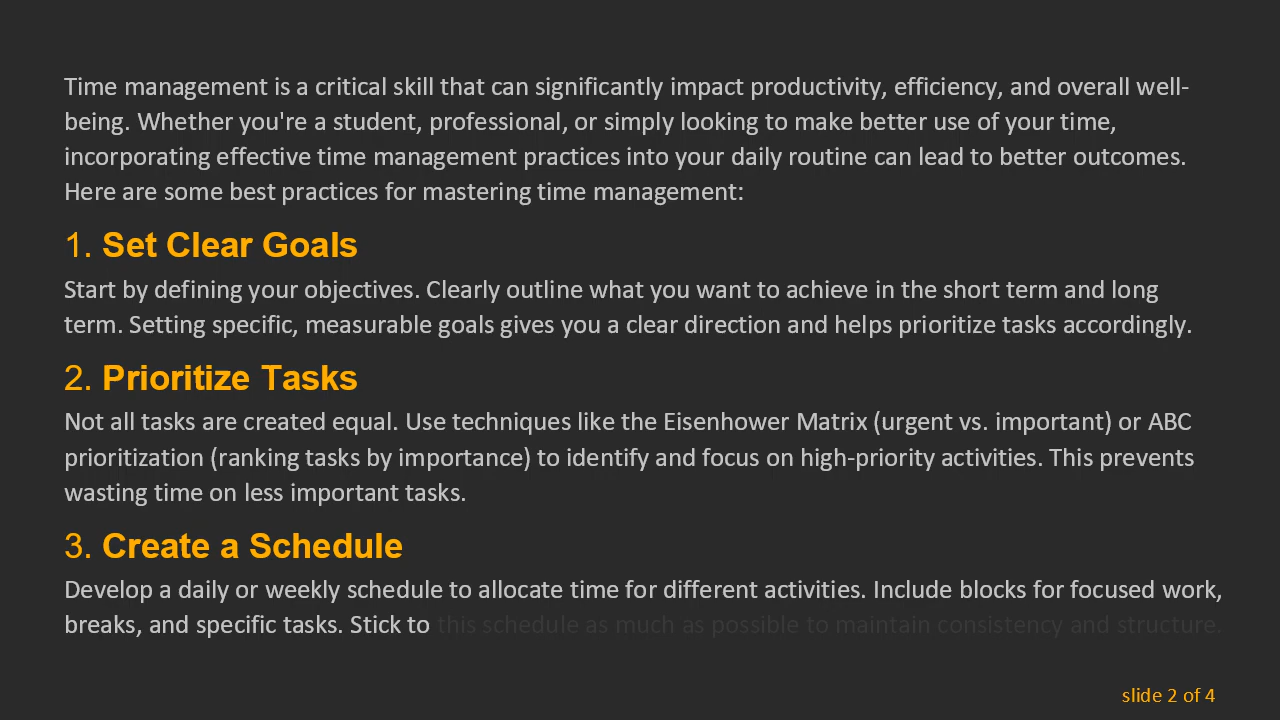 Time management is a critical skill that can significantly impact productivity, efficiency, and overall well-
being. Whether you're a student, professional, or simply looking to make better use of your time,
incorporating effective time management practices into your daily routine can lead to better outcomes.
Here are some best practices for mastering time management:
1. Set Clear Goals
Start by defining your objectives. Clearly outline what you want to achieve in the short term and long
term. Setting specific, measurable goals gives you a clear direction and helps prioritize tasks accordingly.
2. Prioritize Tasks
Not all tasks are created equal. Use techniques like the Eisenhower Matrix (urgent vs. important) or ABC
prioritization (ranking tasks by importance) to identify and focus on high-priority activities. This prevents
wasting time on less important tasks.
3. Create a Schedule
Develop a daily or weekly schedule to allocate time for different activities. Include blocks for focused work,
breaks, and specific tasks. Stick to this schedule as much as possible to maintain consistency and structure.
slide 2 of 4